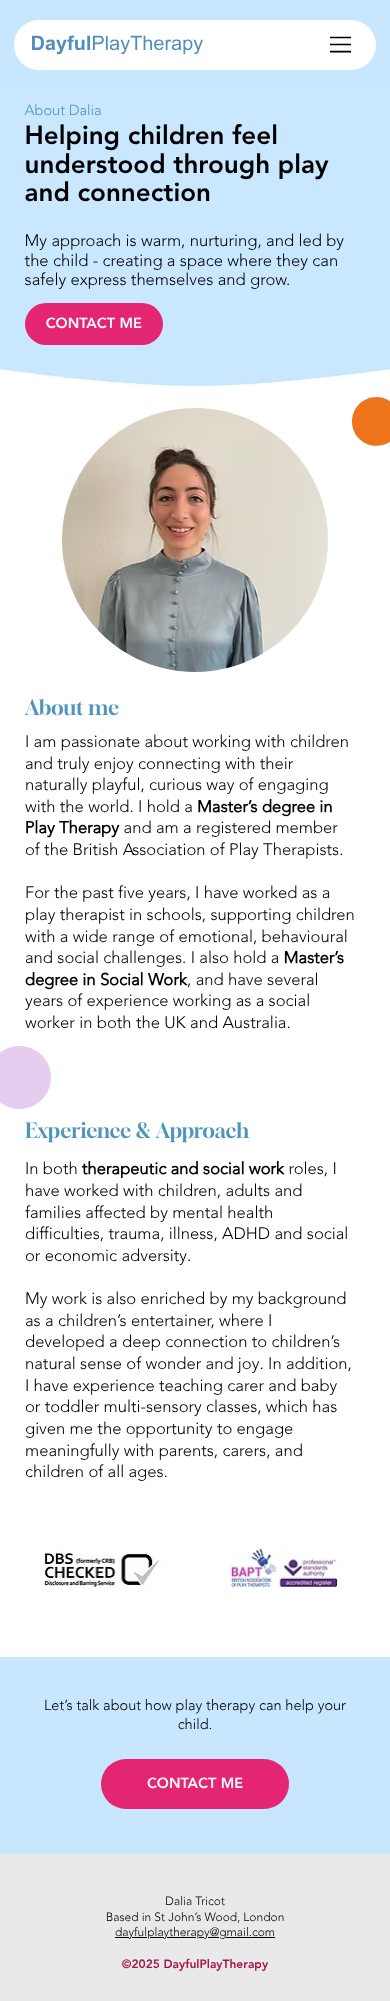 DayfulPlayTherapy
About Dalia
Helping children feel
understood through play
and connection
My approach is warm, nurturing, and led by
the child - creating a space where they can
safely express themselves and grow.
CONTACT ME
About me
I am passionate about working with children
and truly enjoy connecting with their
naturally playful, curious way of engaging
with the world. I hold a Master’s degree in
Play Therapy and am a registered member
of the British Association of Play Therapists.
For the past five years, I have worked as a
play therapist in schools, supporting children
with a wide range of emotional, behavioural
and social challenges. I also hold a Master’s
degree in Social Work, and have several
years of experience working as a social
worker in both the UK and Australia.
Experience & Approach
In both therapeutic and social work roles, I
have worked with children, adults and
families affected by mental health
difficulties, trauma, illness, ADHD and social
or economic adversity.
My work is also enriched by my background
as a children’s entertainer, where I
developed a deep connection to children’s
natural sense of wonder and joy. In addition,
I have experience teaching carer and baby
or toddler multi-sensory classes, which has
given me the opportunity to engage
meaningfully with parents, carers, and
children of all ages.
DBS (formerly CRB)
CHECKED
Disclosure and Barring Service
BAPT
BRITISH ASSOCIATION
OF PLAY THERAPISTS
professional
standards
authority
accredited register
Let’s talk about how play therapy can help your
child.
CONTACT ME
Dalia Tricot
Based in St John’s Wood, London
dayfulplaytherapy@gmail.com
©2025 DayfulPlayTherapy